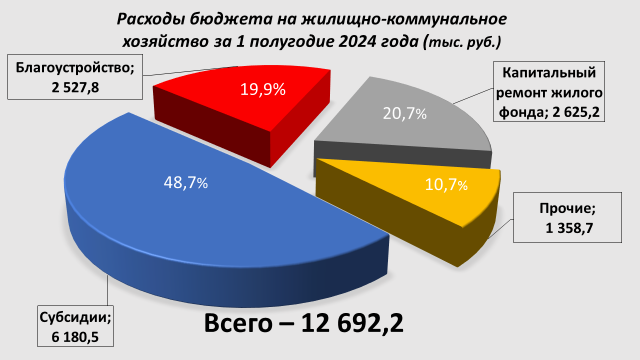 Расходы бюджета на жилищно-коммунальное
хозяйство за 1 полугодие 2024 года (тыс. руб.)
Благоустройство;
2 527,8
19,9%
Капитальный
ремонт жилого
фонда; 2 625,2
20,7%
48,7%
10,7%
Прочие;
1 358,7
Субсидии;
6 180,5
Всего – 12 692,2